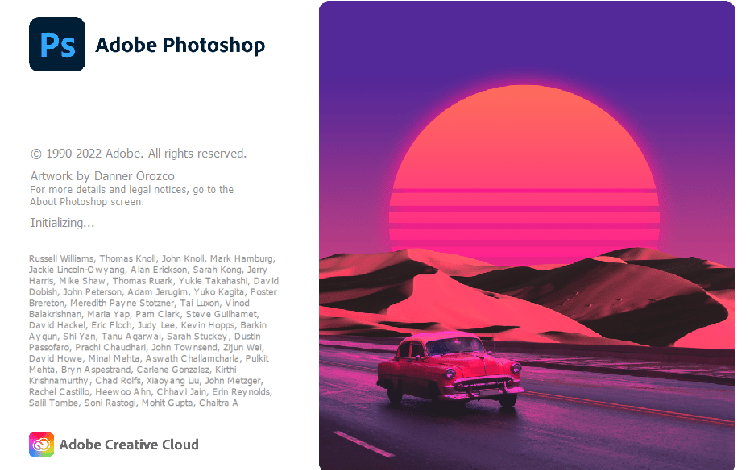 Ps Adobe Photoshop
© 1990-2022 Adobe. All rights reserved.
Artwork by Danner Orozco
For more details and legal notices, go to the
About Photoshop screen.
Initializing...
Russell Williams, Thomas Knoll, John Knoll, Mark Hamburg,
Jackie Lincoln-Owyang, Alan Erickson, Sarah Kong, Jerry
Harris, Mike Shaw, Thomas Ruark, Yukie Takahashi, David
Dobish, John Peterson, Adam Jerugim, Yuko Kagita, Foster
Brereton, Meredith Payne Stotzner, Tai Luxon, Vinod
Balakrishnan, Maria Yap, Pam Clark, Steve Guilhamet,
David Hackel, Eric Floch, Judy Lee, Kevin Hopps, Barkin
Aygun, Shi Yan, Tanu Agarwal, Sarah Stuckey, Dustin
Passofaro, Prachi Chaudhari, John Townsend, Zijun Wei,
David Howe, Minal Mehta, Aswath Chellamcharla, Pulkit
Mehta, Bryn Aspestrand, Carlene Gonzalez, Kirthi
Krishnamurthy, Chad Rolfs, Xiaoyang Liu, John Metzger,
Rachel Castillo, Heewoo Ahn, Chhavi Jain, Erin Reynolds,
Salil Tambe, Soni Rastogi, Mohit Gupta, Chaitra A
Adobe Creative Cloud